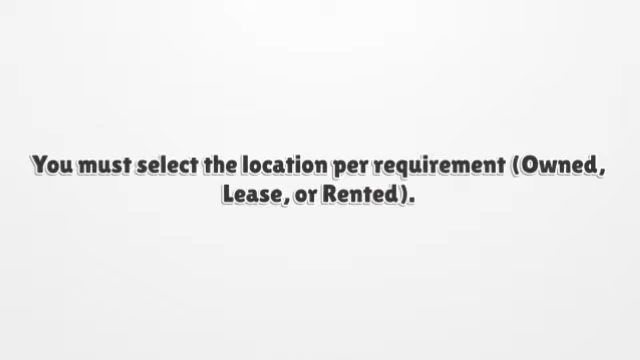 You must select the location per requirement (Owned,
Lease, or Rented).